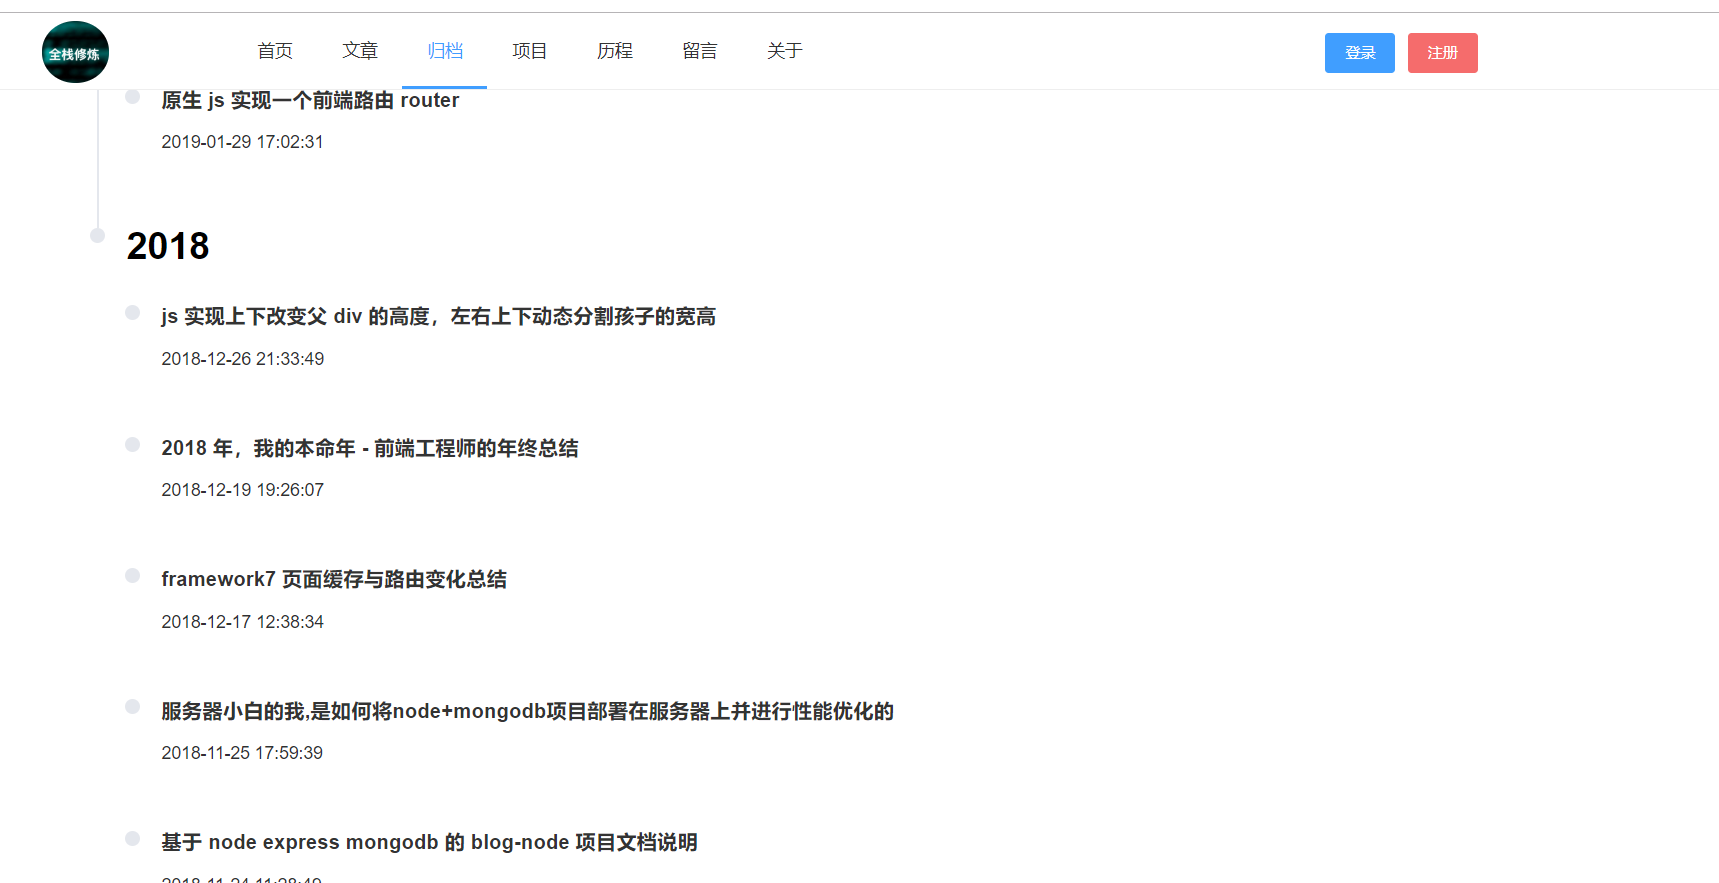 全栈修炼
首页 文章 归档 项目 历程 留言 关于 登录 注册
原生 js 实现一个前端路由 router
2019-01-29 17:02:31
2018
js 实现上下改变父 div 的高度，左右上下动态分割孩子的宽高
2018-12-26 21:33:49
2018 年，我的本命年 - 前端工程师的年终总结
2018-12-19 19:26:07
framework7 页面缓存与路由变化总结
2018-12-17 12:38:34
服务器小白的我,是如何将node+mongodb项目部署在服务器上并进行性能优化的
2018-11-25 17:59:39
基于 node express mongodb 的 blog-node 项目文档说明
2018-11-24 11:28:49